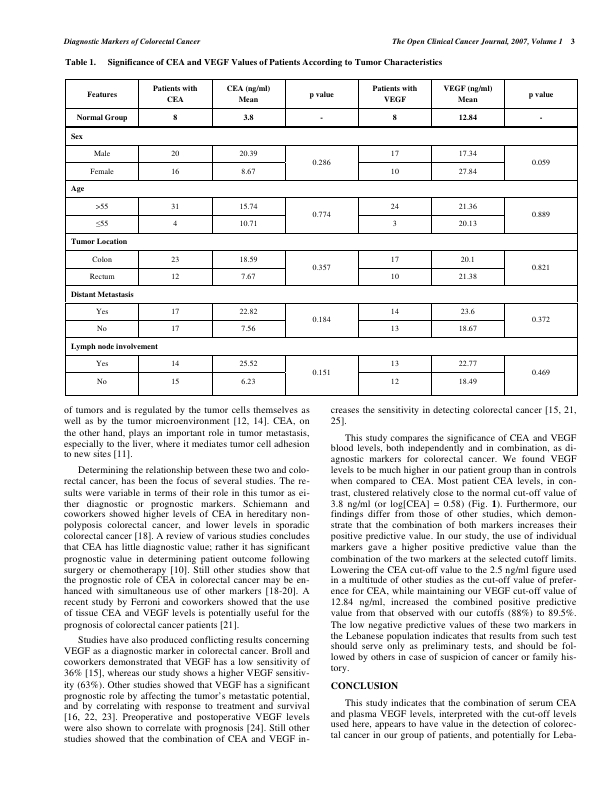 Diagnostic Markers of Colorectal Cancer
The Open Clinical Cancer Journal, 2007, Volume 1 3
Table 1. Significance of CEA and VEGF Values of Patients According to Tumor Characteristics
Features Patients with CEA CEA (ng/ml) Mean p value Patients with VEGF VEGF (ng/ml) Mean p value
Normal Group 8 3.8 - 8 12.84 -
Sex
Male 20 20.39 0.286 17 17.34 0.059
Female 16 8.67 10 27.84
Age
>55 31 15.74 0.774 24 21.36 0.889
≤55 4 10.71 3 20.13
Tumor Location
Colon 23 18.59 0.357 17 20.1 0.821
Rectum 12 7.67 10 21.38
Distant Metastasis
Yes 17 22.82 0.184 14 23.6 0.372
No 17 7.56 13 18.67
Lymph node involvement
Yes 14 25.52 0.151 13 22.77 0.469
No 15 6.23 12 18.49
of tumors and is regulated by the tumor cells themselves as
well as by the tumor microenvironment [12, 14]. CEA, on
the other hand, plays an important role in tumor metastasis,
especially to the liver, where it mediates tumor cell adhesion
to new sites [11].
Determining the relationship between these two and colo-
rectal cancer, has been the focus of several studies. The re-
sults were variable in terms of their role in this tumor as ei-
ther diagnostic or prognostic markers. Schiemann and
coworkers showed higher levels of CEA in hereditary non-
polyposis colorectal cancer, and lower levels in sporadic
colorectal cancer [18]. A review of various studies concludes
that CEA has little diagnostic value; rather it has significant
prognostic value in determining patient outcome following
surgery or chemotherapy [10]. Still other studies show that
the prognostic role of CEA in colorectal cancer may be en-
hanced with simultaneous use of other markers [18-20]. A
recent study by Ferroni and coworkers showed that the use
of tissue CEA and VEGF levels is potentially useful for the
prognosis of colorectal cancer patients [21].
Studies have also produced conflicting results concerning
VEGF as a diagnostic marker in colorectal cancer. Broll and
coworkers demonstrated that VEGF has a low sensitivity of
36% [15], whereas our study shows a higher VEGF sensitiv-
ity (63%). Other studies showed that VEGF has a significant
prognostic role by affecting the tumor's metastatic potential,
and by correlating with response to treatment and survival
[16, 22, 23]. Preoperative and postoperative VEGF levels
were also shown to correlate with prognosis [24]. Still other
studies showed that the combination of CEA and VEGF in-
creases the sensitivity in detecting colorectal cancer [15, 21,
25].
This study compares the significance of CEA and VEGF
blood levels, both independently and in combination, as di-
agnostic markers for colorectal cancer. We found VEGF
levels to be much higher in our patient group than in controls
when compared to CEA. Most patient CEA levels, in con-
trast, clustered relatively close to the normal cut-off value of
3.8 ng/ml (or log[CEA] = 0.58) (Fig. 1). Furthermore, our
findings differ from those of other studies, which demon-
strate that the combination of both markers increases their
positive predictive value. In our study, the use of individual
markers gave a higher positive predictive value than the
combination of the two markers at the selected cutoff limits.
Lowering the CEA cut-off value to the 2.5 ng/ml figure used
in a multitude of other studies as the cut-off value of prefer-
ence for CEA, while maintaining our VEGF cut-off value of
12.84 ng/ml, increased the combined positive predictive
value from that observed with our cutoffs (88%) to 89.5%.
The low negative predictive values of these two markers in
the Lebanese population indicates that results from such test
should serve only as preliminary tests, and should be fol-
lowed by others in case of suspicion of cancer or family his-
tory.
CONCLUSION
This study indicates that the combination of serum CEA
and plasma VEGF levels, interpreted with the cut-off levels
used here, appears to have value in the detection of colorec-
tal cancer in our group of patients, and potentially for Leba-